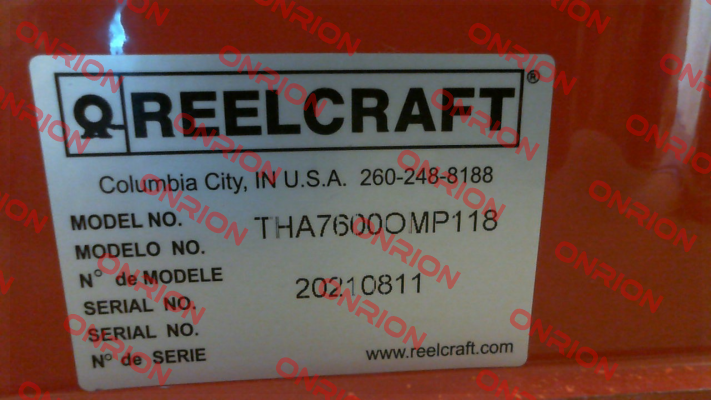 REELCRAFT®
Columbia City, IN U.S.A. 260-248-8188
MODEL NO. THA7600OMP118
MODELO NO.
N° de MODELE
SERIAL NO. 20210811
SERIAL NO.
N° de SERIE
www.reelcraft.com
ONRION